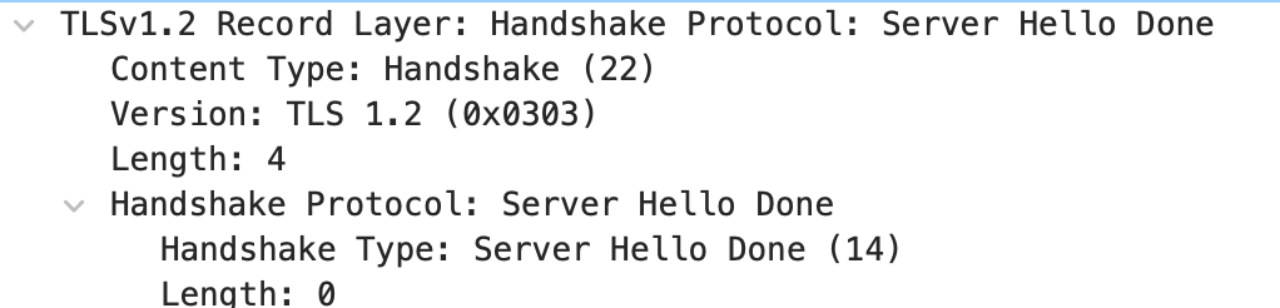 TLSv1.2 Record Layer: Handshake Protocol: Server Hello Done
Content Type: Handshake (22)
Version: TLS 1.2 (0x0303)
Length: 4
Handshake Protocol: Server Hello Done
Handshake Type: Server Hello Done (14)
Length: 0